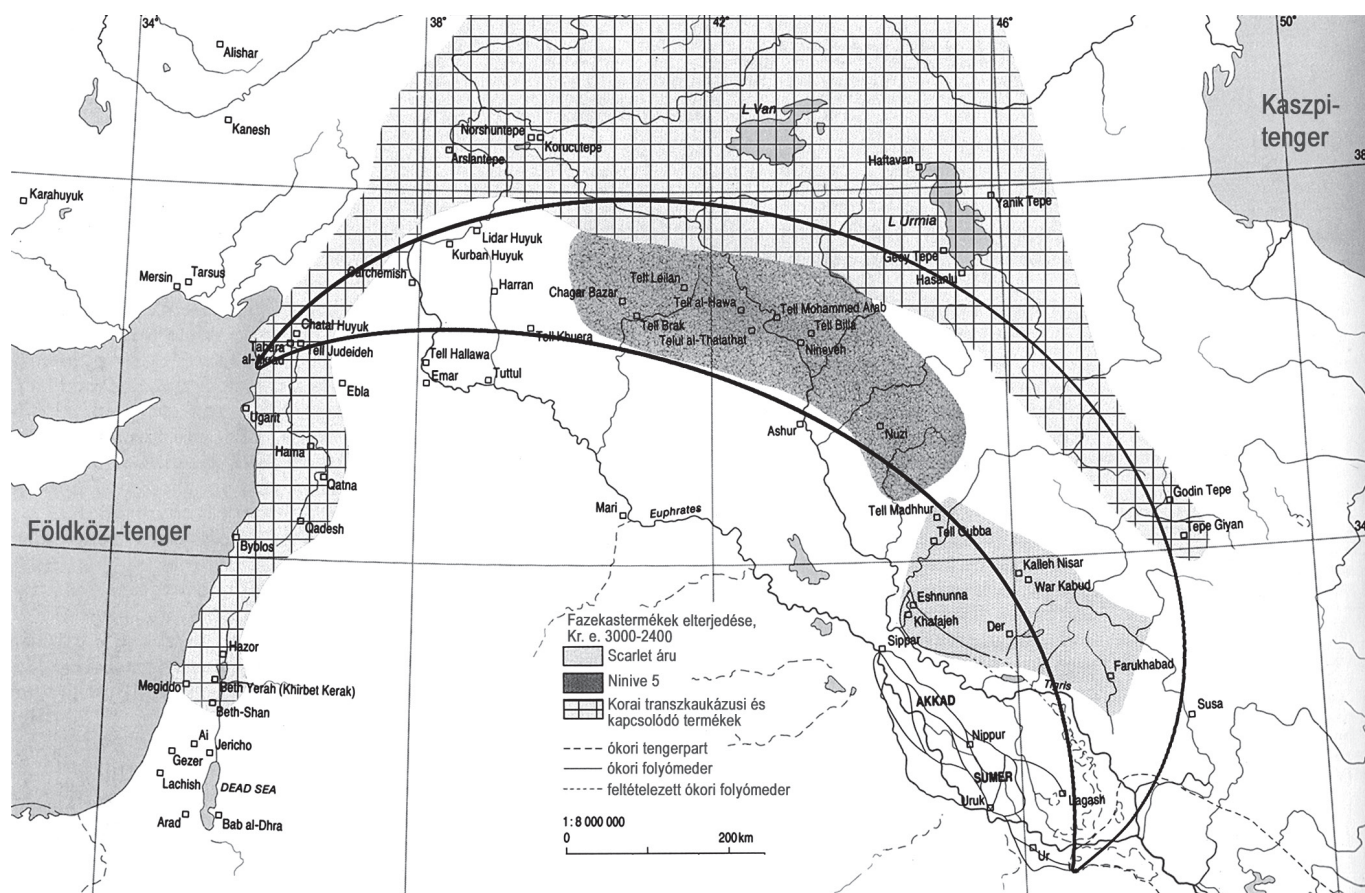 34°
38°
42°
46°
50°
Alishar
Kanesh
Karahuyuk
Mersin
Tarsus
Norshuntepe
Korucutepe
Arslantepe
L Van
Haftavan
Yanik Tepe
L Urmia
Geoy Tepe
Hasanlu
Kaszpi-
tenger
38
Lidar Huyuk
Kurban Huyuk
Carchemish
Harran
Chagar Bazar
Tell Leilan
Tell al-Hawa
Tell Mohammed Arab
Tell Brak
Tell Billa
Telul al-Thatathat
Nineveh
Tell Khuera
Chatal Huyuk
Tabara
al-Akrad
Tell Judeideh
Tell Hallawa
Emar
Tuttul
Ebla
Ugarit
Hama
Qatna
Qadesh
Byblos
Ashur
Nuzi
Mari
Euphrates
Tell Madhhur
Tell Gubba
Godin Tepe
Tepe Giyan
34
Földközi-tenger
Kalleh Nisar
War Kabud
Eshnunna
Khafajeh
Der
Sippar
Farukhabad
Tigris
Susa
AKKAD
Nippur
SUMER
Uruk
Lagash
Ur
Hazor
Megiddo
Beth Yerah (Khirbet Kerak)
Beth-Shan
Ai
Jericho
Gezer
Lachish
DEAD SEA
Arad
Bab al-Dhra
Fazekastermékek elterjedése,
Kr. e. 3000-2400
Scarlet áru
Ninive 5
Korai transzkaukázusi és
kapcsolódó termékek
ókori tengerpart
ókori folyómeder
feltételezett ókori folyómeder
1:8 000 000
0
200km